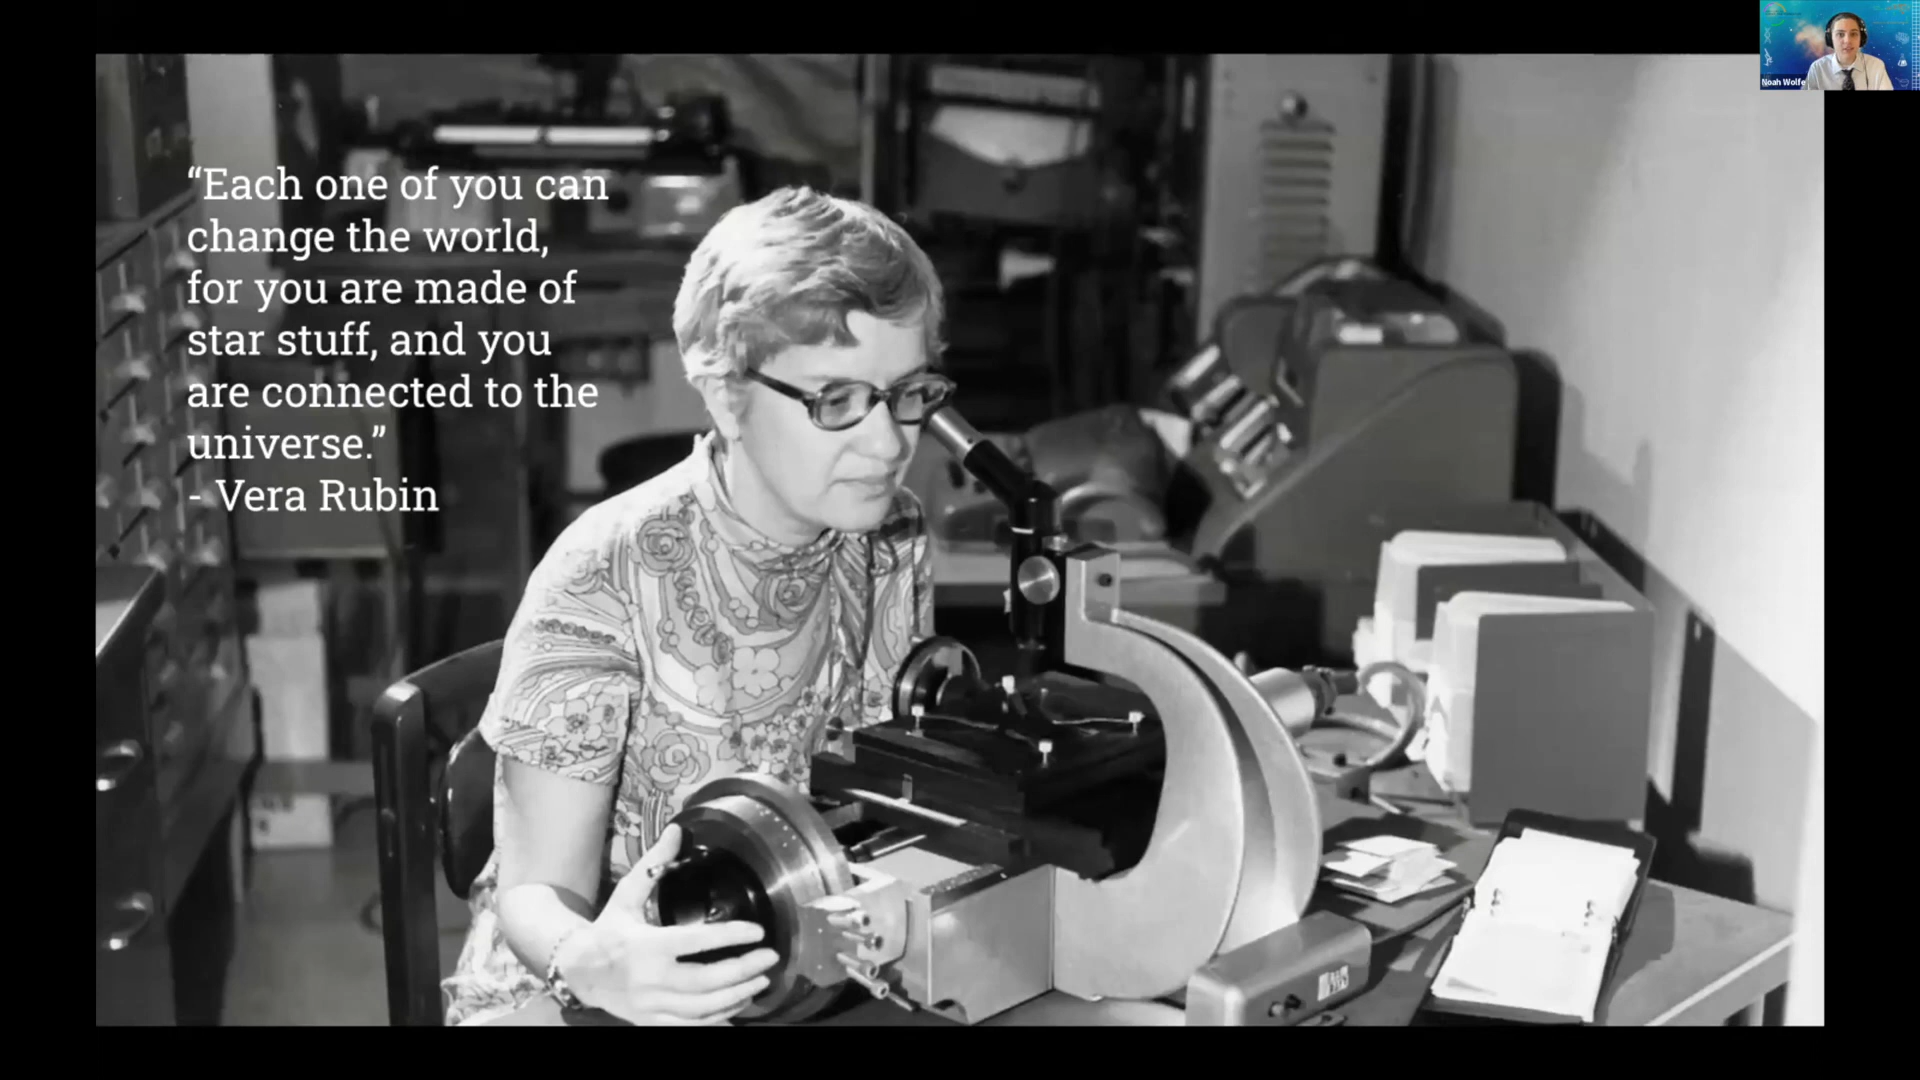 “Each one of you can
change the world,
for you are made of
star stuff, and you
are connected to the
universe.”
- Vera Rubin
Noah Wolfe